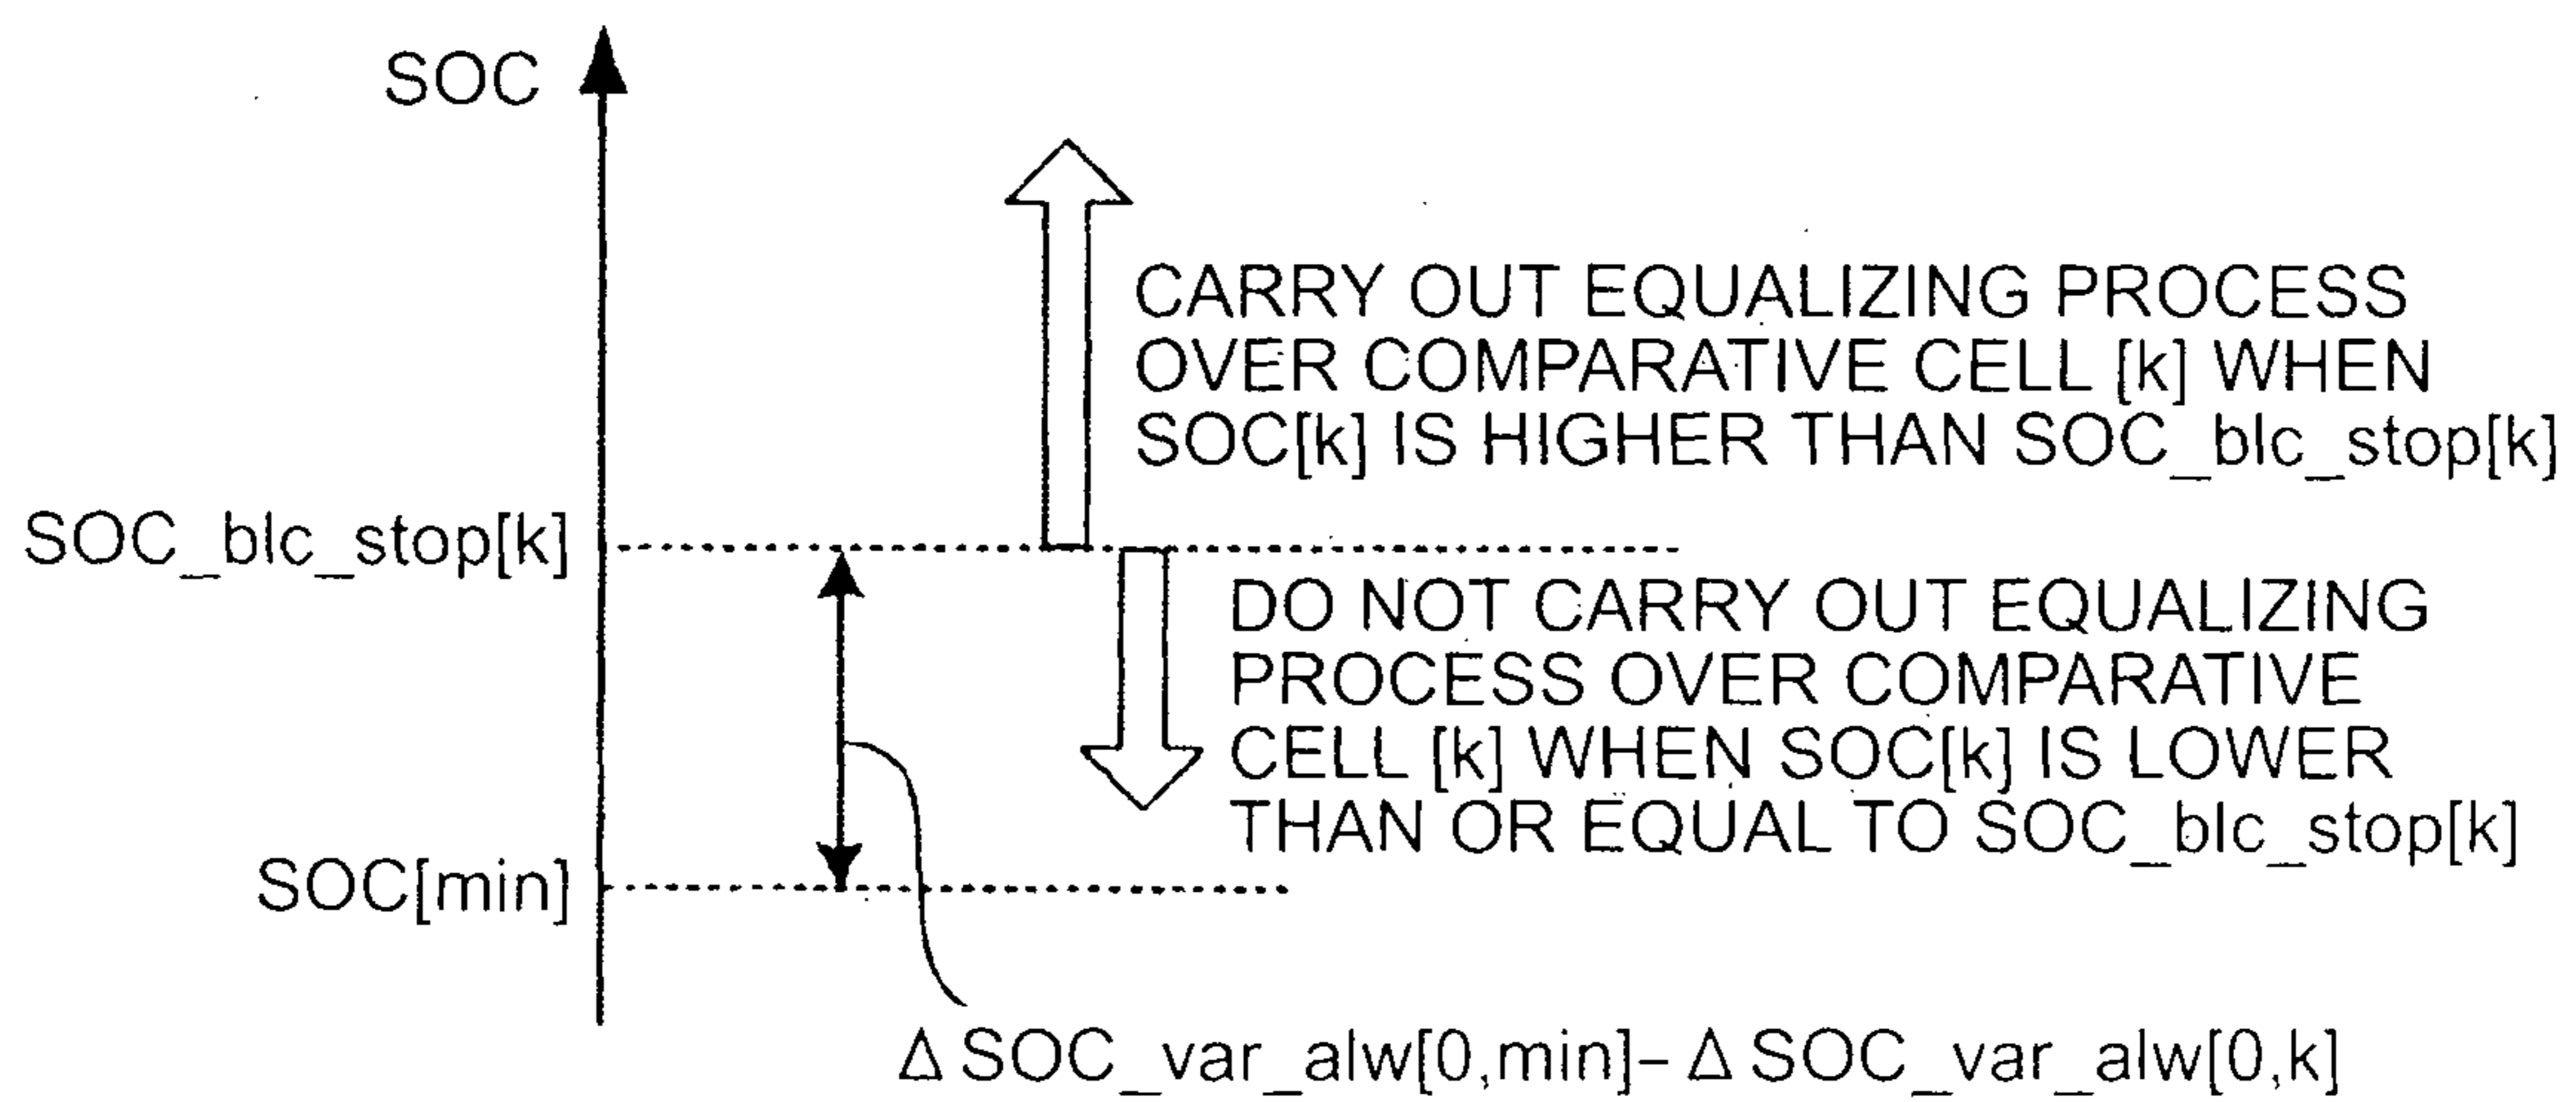 SOC
CARRY OUT EQUALIZING PROCESS
OVER COMPARATIVE CELL [k] WHEN
SOC[k] IS HIGHER THAN SOC_blc_stop[k]
SOC_blc_stop[k]
DO NOT CARRY OUT EQUALIZING
PROCESS OVER COMPARATIVE
CELL [k] WHEN SOC[k] IS LOWER
THAN OR EQUAL TO SOC_blc_stop[k]
SOC[min]
Δ SOC_var_alw[0,min]– Δ SOC_var_alw[0,k]